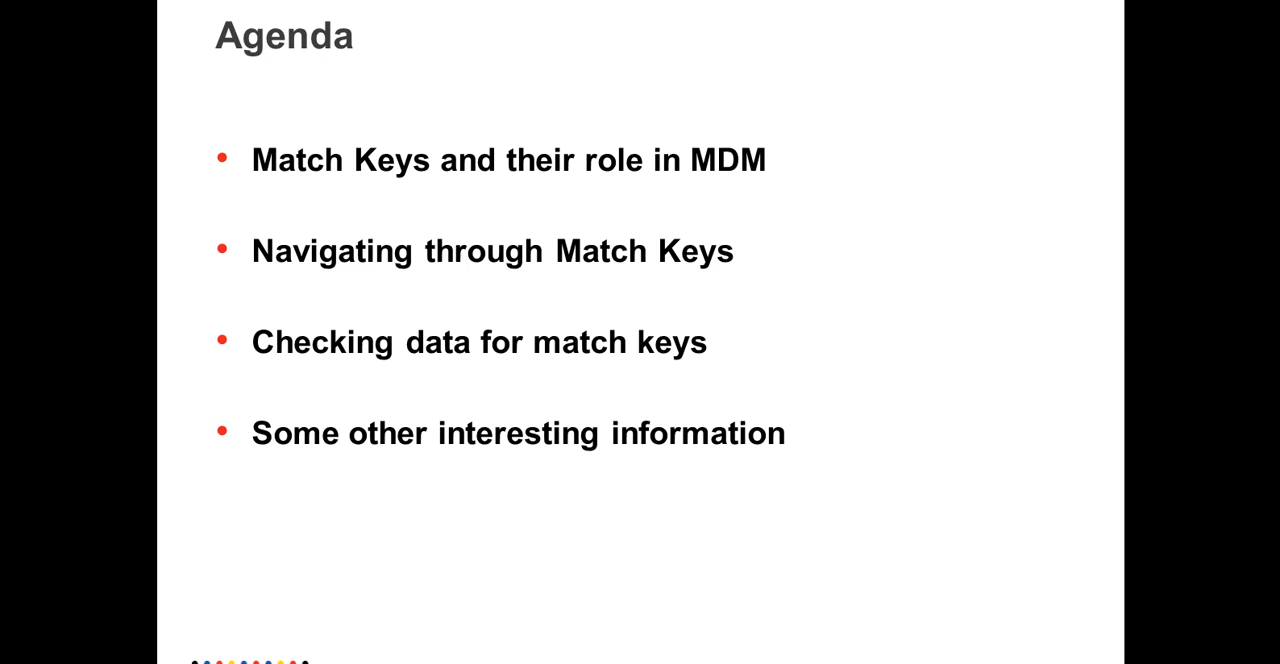 Agenda
• Match Keys and their role in MDM
• Navigating through Match Keys
• Checking data for match keys
• Some other interesting information